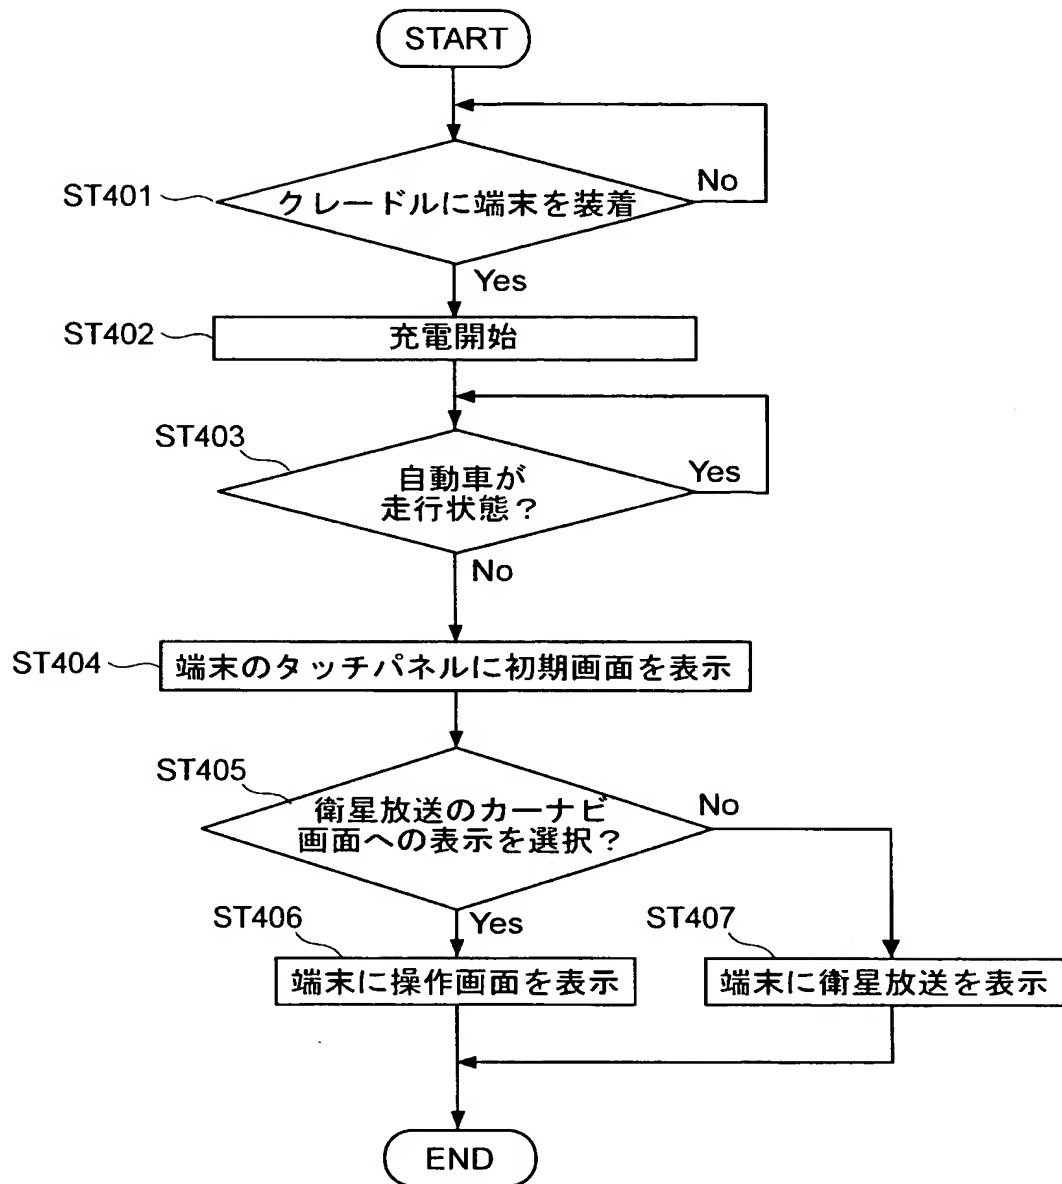 START
ST401
クレードルに端末を装着
No
Yes
ST402
充電開始
ST403
自動車が
走行状態？
Yes
No
ST404
端末のタッチパネルに初期画面を表示
ST405
衛星放送のカーナビ
画面への表示を選択？
No
Yes
ST406
端末に操作画面を表示
ST407
端末に衛星放送を表示
END